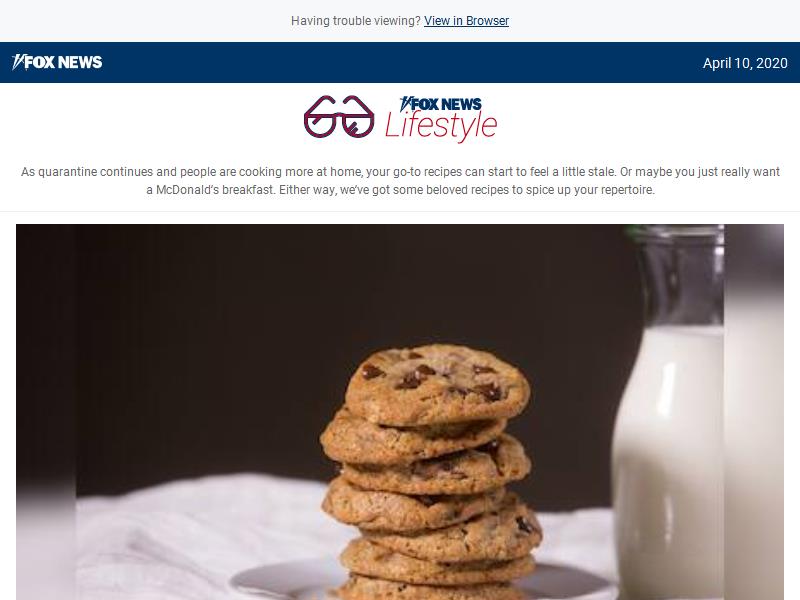 Having trouble viewing? View in Browser
FOX NEWS
April 10, 2020
FOX NEWS
Lifestyle
As quarantine continues and people are cooking more at home, your go-to recipes can start to feel a little stale. Or maybe you just really want
a McDonald’s breakfast. Either way, we’ve got some beloved recipes to spice up your repertoire.